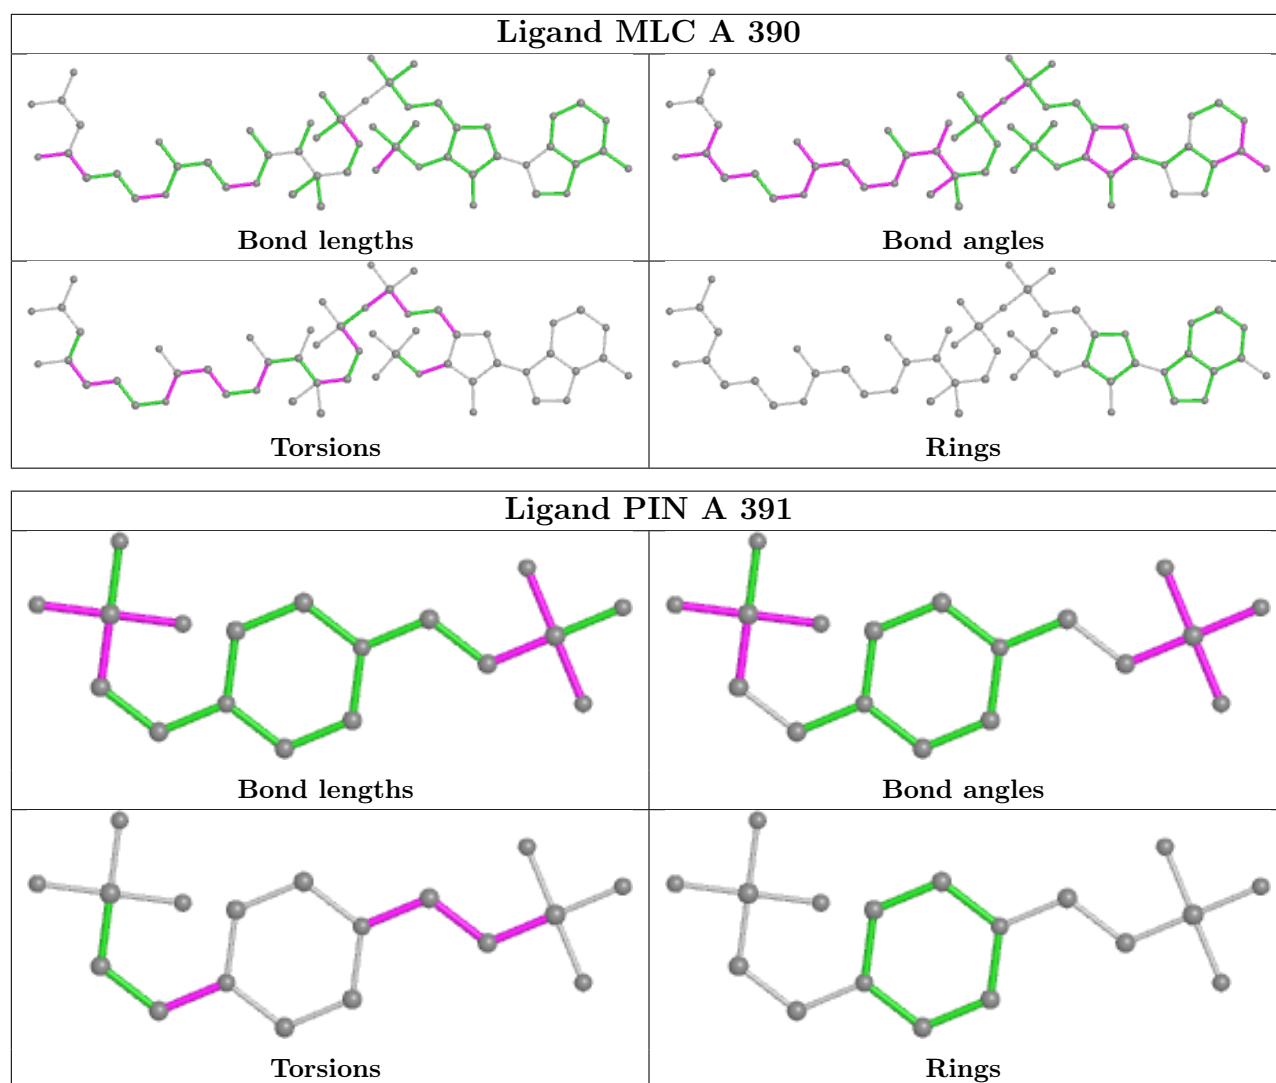 Ligand MLC A 390
Bond lengths
Bond angles
Torsions
Rings
Ligand PIN A 391
Bond lengths
Bond angles
Torsions
Rings